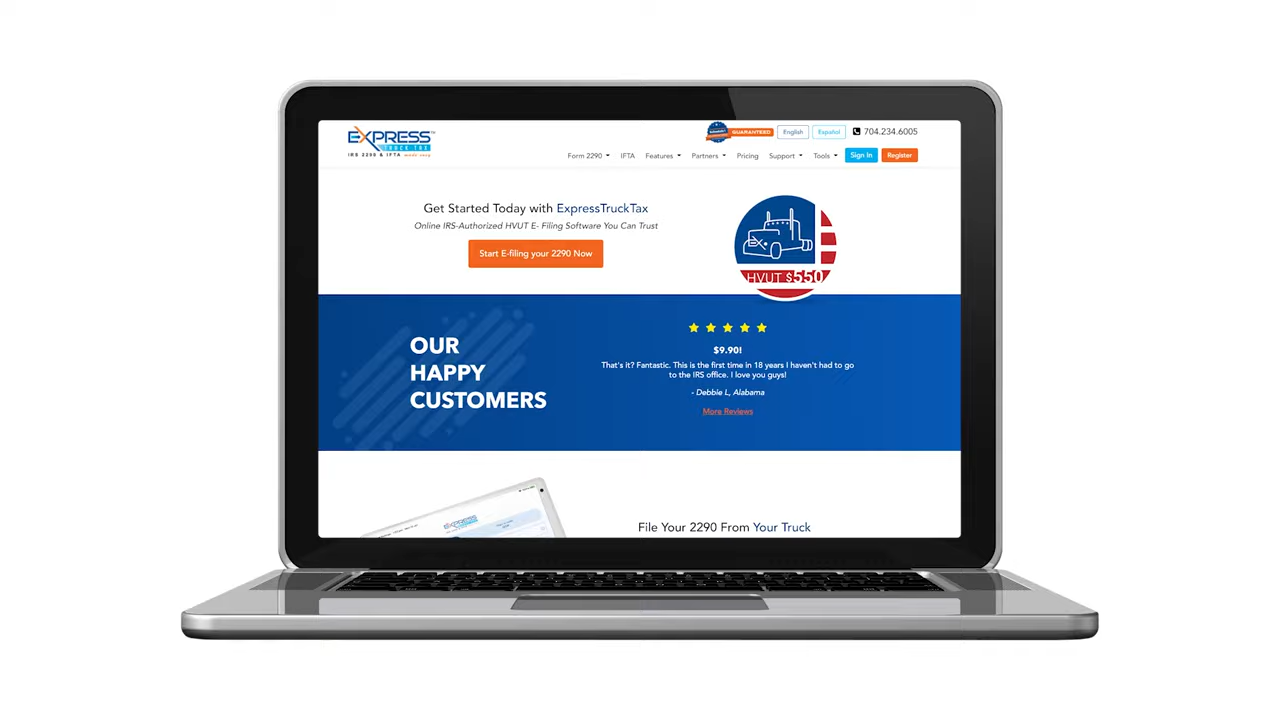 EXPRESS
TRUCK TAX
IRS 2290 & IFTA made easy
GUARANTEED
English
Español
704.234.6005
Form 2290
IFTA
Features
Partners
Pricing
Support
Tools
Sign In
Register
Get Started Today with ExpressTruckTax
Online IRS-Authorized HVUT E- Filing Software You Can Trust
Start E-filing your 2290 Now
HVUT $550
OUR
HAPPY
CUSTOMERS
$9.90!
That's it? Fantastic. This is the first time in 18 years I haven't had to go
to the IRS office. I love you guys!
- Debbie L, Alabama
More Reviews
EXPRESS
File Your 2290 From Your Truck